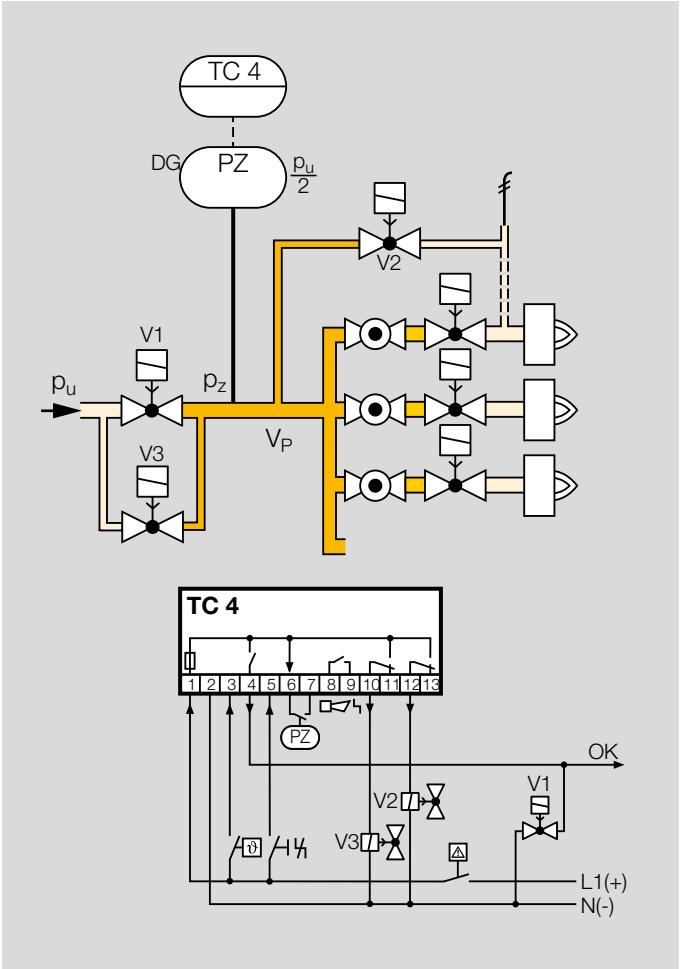 TC 4
DG PZ pu/2
V2
V1
pu pz
VP
V3
TC 4
1 2 3 4 5 6 7 8 9 10 11 12 13
PZ
OK
V1
V2
V3
ϑ
L1(+)
N(-)